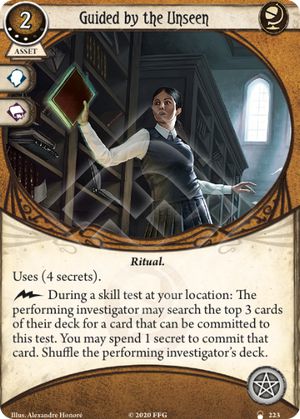 Guided by the Unseen
2
ASSET
Ritual.
Uses (4 secrets).
During a skill test at your location: The
performing investigator may search the top 3 cards
of their deck for a card that can be committed to
this test. You may spend 1 secret to commit that
card. Shuffle the performing investigator's deck.
Illus. Alexandre Honoré
© 2020 FFG
223